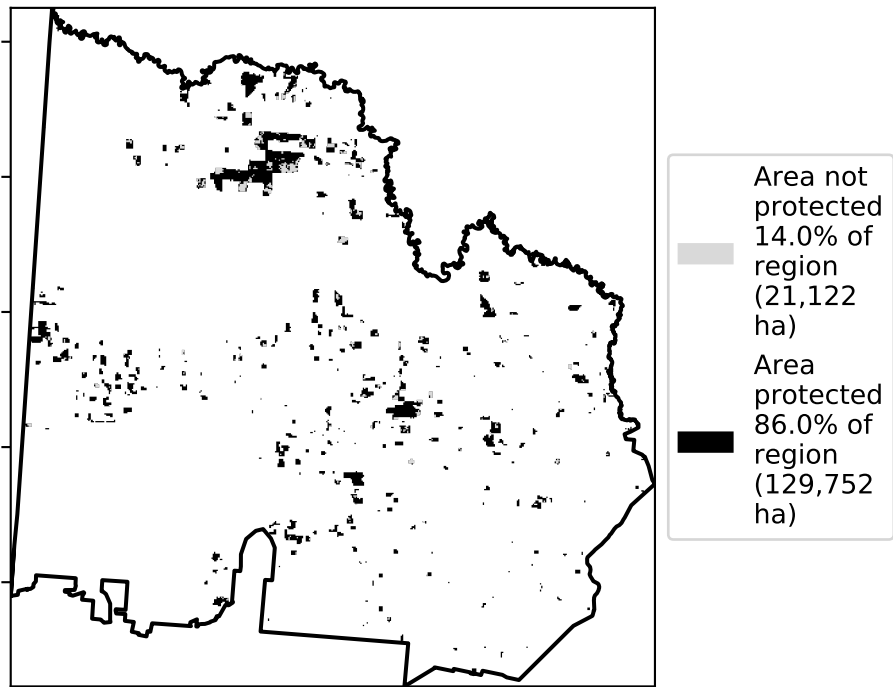 Area not
protected
14.0% of
region
(21,122
ha)
Area
protected
86.0% of
region
(129,752
ha)